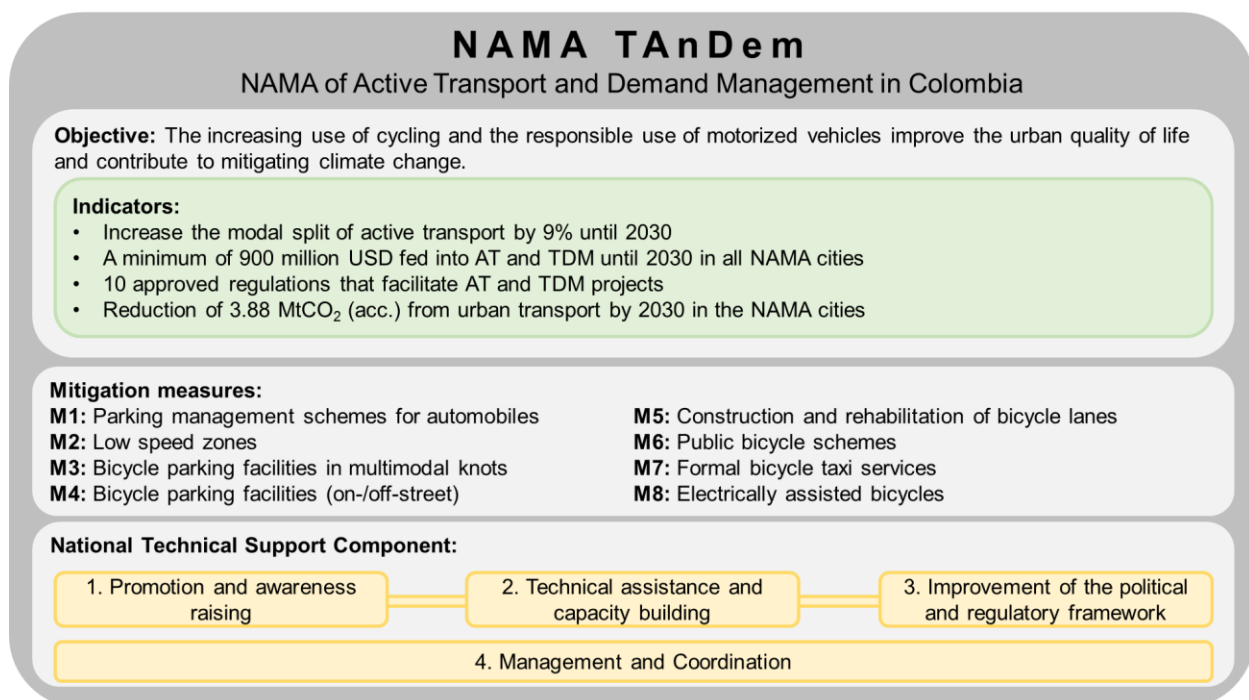 NAMA TAnDem
NAMA of Active Transport and Demand Management in Colombia
Objective: The increasing use of cycling and the responsible use of motorized vehicles improve the urban quality of life
and contribute to mitigating climate change.
Indicators:
• Increase the modal split of active transport by 9% until 2030
• A minimum of 900 million USD fed into AT and TDM until 2030 in all NAMA cities
• 10 approved regulations that facilitate AT and TDM projects
• Reduction of 3.88 MtCO₂ (acc.) from urban transport by 2030 in the NAMA cities
Mitigation measures:
M1: Parking management schemes for automobiles
M2: Low speed zones
M3: Bicycle parking facilities in multimodal knots
M4: Bicycle parking facilities (on-/off-street)
M5: Construction and rehabilitation of bicycle lanes
M6: Public bicycle schemes
M7: Formal bicycle taxi services
M8: Electrically assisted bicycles
National Technical Support Component:
1. Promotion and awareness
raising
2. Technical assistance and
capacity building
3. Improvement of the political
and regulatory framework
4. Management and Coordination